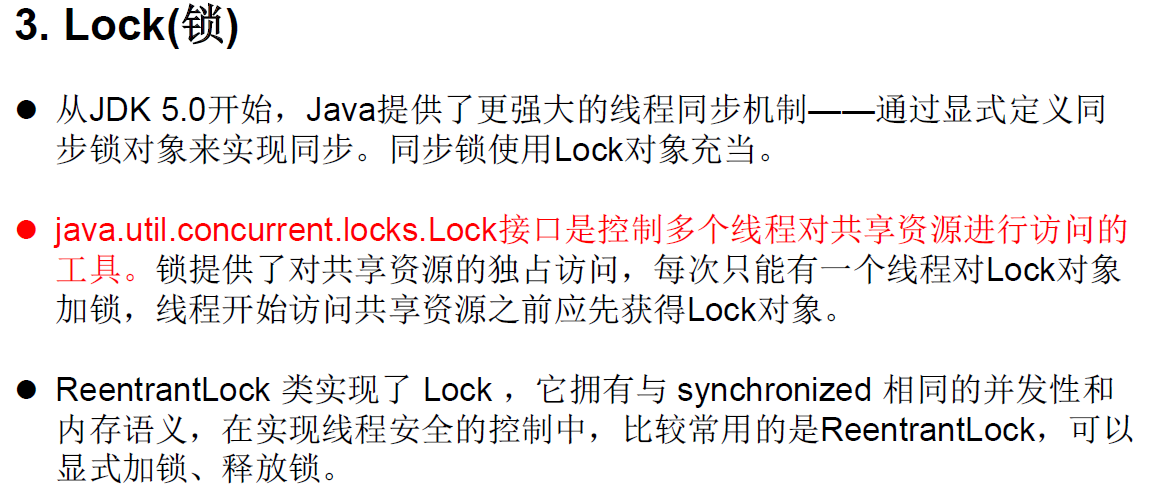 3. Lock(锁)
● 从JDK 5.0开始，Java提供了更强大的线程同步机制——通过显式定义同
步锁对象来实现同步。同步锁使用Lock对象充当。
● java.util.concurrent.locks.Lock接口是控制多个线程对共享资源进行访问的
工具。锁提供了对共享资源的独占访问，每次只能有一个线程对Lock对象
加锁，线程开始访问共享资源之前应先获得Lock对象。
● ReentrantLock 类实现了 Lock ，它拥有与 synchronized 相同的并发性和
内存语义，在实现线程安全的控制中，比较常用的是ReentrantLock，可以
显式加锁、释放锁。